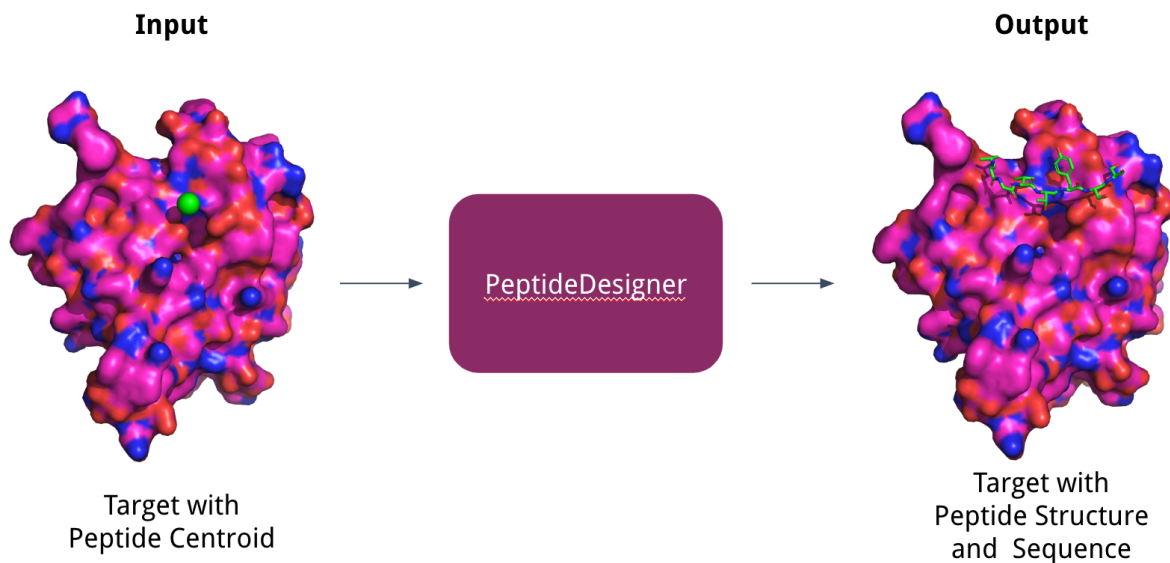 Input
Output
PeptideDesigner
Target with
Peptide Centroid
Target with
Peptide Structure
and Sequence